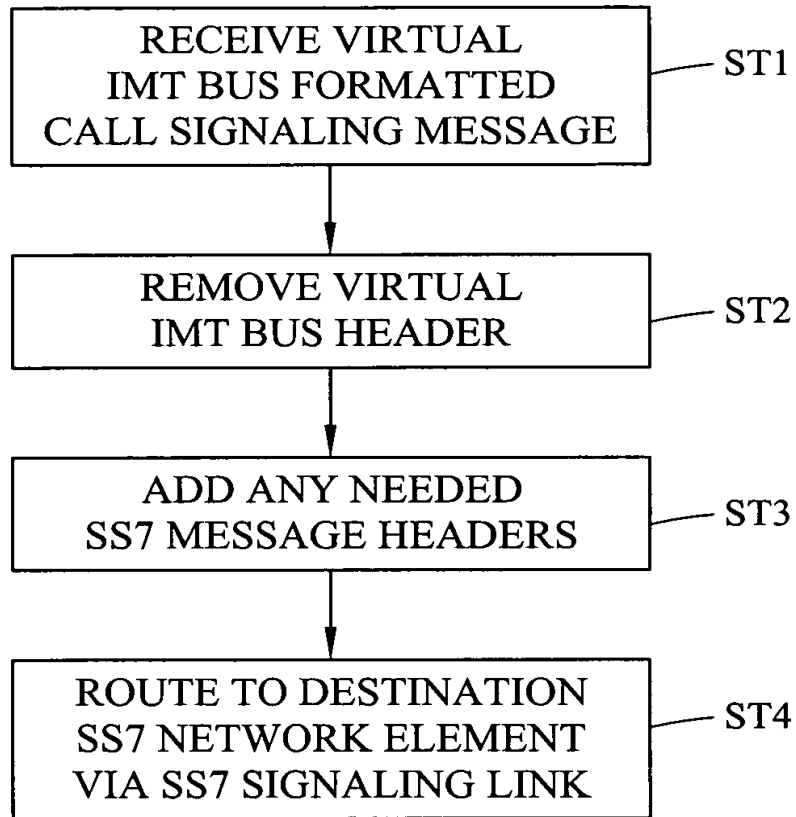 RECEIVE VIRTUAL
IMT BUS FORMATTED
CALL SIGNALING MESSAGE
ST1
REMOVE VIRTUAL
IMT BUS HEADER
ST2
ADD ANY NEEDED
SS7 MESSAGE HEADERS
ST3
ROUTE TO DESTINATION
SS7 NETWORK ELEMENT
VIA SS7 SIGNALING LINK
ST4